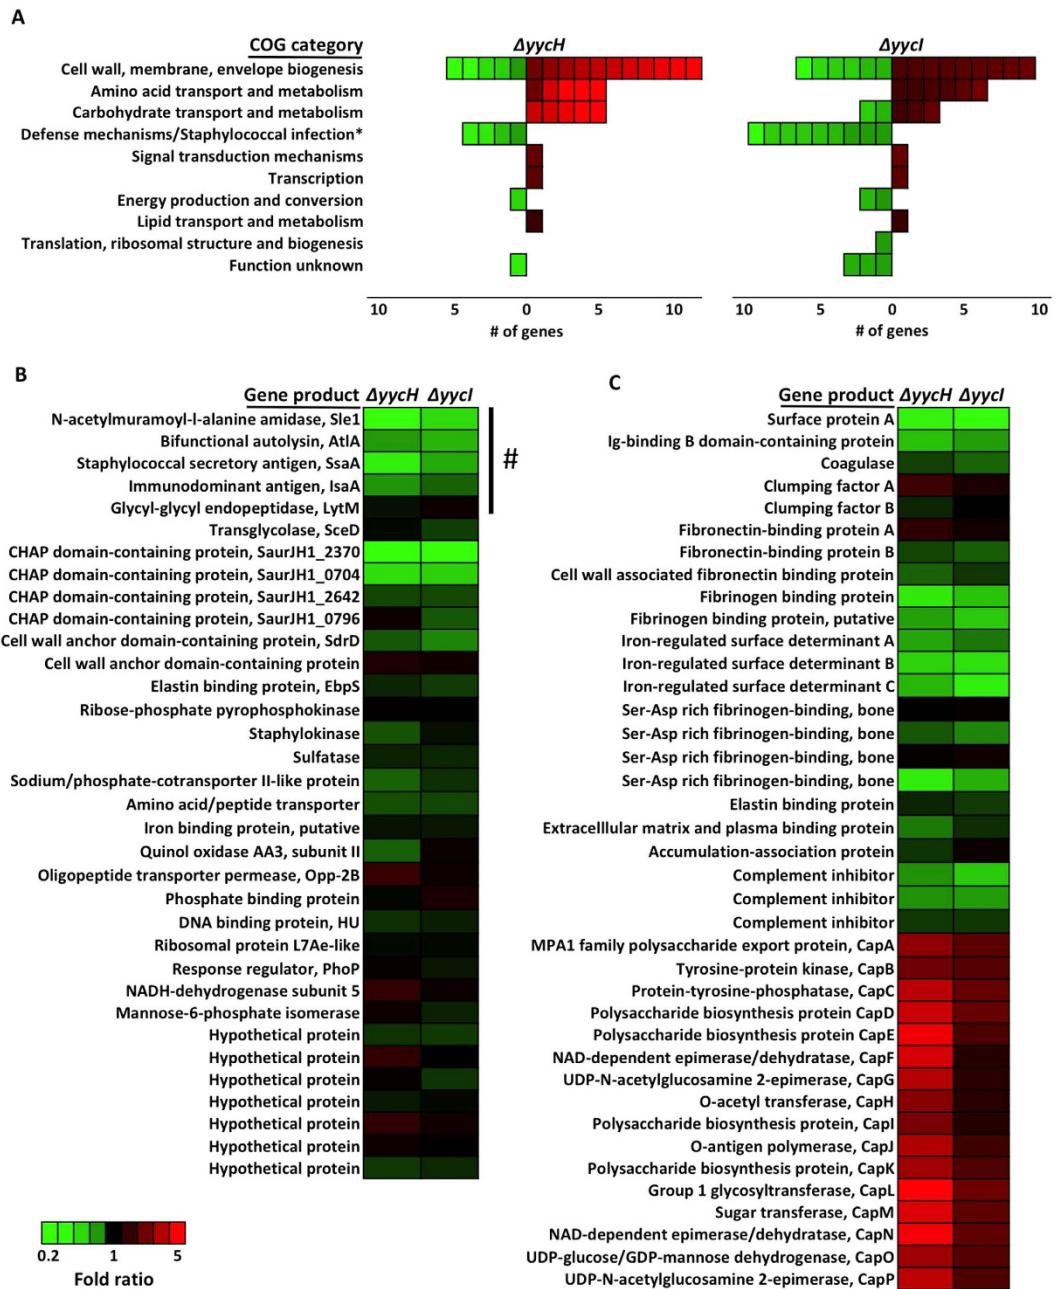 A
COG category ΔyycH ΔyycI
Cell wall, membrane, envelope biogenesis
Amino acid transport and metabolism
Carbohydrate transport and metabolism
Defense mechanisms/Staphylococcal infection*
Signal transduction mechanisms
Transcription
Energy production and conversion
Lipid transport and metabolism
Translation, ribosomal structure and biogenesis
Function unknown
10 5 0 5 10 10 5 0 5 10
# of genes # of genes
B
Gene product ΔyycH ΔyycI
N-acetylmuramoyl-l-alanine amidase, Sle1
Bifunctional autolysin, AtlA
Staphylococcal secretory antigen, SsaA
#
Immunodominant antigen, IsaA
Glycyl-glycyl endopeptidase, LytM
Transglycolase, SceD
CHAP domain-containing protein, SaurJH1_2370
CHAP domain-containing protein, SaurJH1_0704
CHAP domain-containing protein, SaurJH1_2642
CHAP domain-containing protein, SaurJH1_0796
Cell wall anchor domain-containing protein, SdrD
Cell wall anchor domain-containing protein
Elastin binding protein, EbpS
Ribose-phosphate pyrophosphokinase
Staphylokinase
Sulfatase
Sodium/phosphate-cotransporter II-like protein
Amino acid/peptide transporter
Iron binding protein, putative
Quinol oxidase AA3, subunit II
Oligopeptide transporter permease, Opp-2B
Phosphate binding protein
DNA binding protein, HU
Ribosomal protein L7Ae-like
Response regulator, PhoP
NADH-dehydrogenase subunit 5
Mannose-6-phosphate isomerase
Hypothetical protein
Hypothetical protein
Hypothetical protein
Hypothetical protein
Hypothetical protein
Hypothetical protein
Hypothetical protein
0.2 1 5
Fold ratio
C
Gene product ΔyycH ΔyycI
Surface protein A
Ig-binding B domain-containing protein
Coagulase
Clumping factor A
Clumping factor B
Fibronectin-binding protein A
Fibronectin-binding protein B
Cell wall associated fibronectin binding protein
Fibrinogen binding protein
Fibrinogen binding protein, putative
Iron-regulated surface determinant A
Iron-regulated surface determinant B
Iron-regulated surface determinant C
Ser-Asp rich fibrinogen-binding, bone
Ser-Asp rich fibrinogen-binding, bone
Ser-Asp rich fibrinogen-binding, bone
Ser-Asp rich fibrinogen-binding, bone
Elastin binding protein
Extracelllular matrix and plasma binding protein
Accumulation-association protein
Complement inhibitor
Complement inhibitor
Complement inhibitor
MPA1 family polysaccharide export protein, CapA
Tyrosine-protein kinase, CapB
Protein-tyrosine-phosphatase, CapC
Polysaccharide biosynthesis protein CapD
Polysaccharide biosynthesis protein CapE
NAD-dependent epimerase/dehydratase, CapF
UDP-N-acetylglucosamine 2-epimerase, CapG
O-acetyl transferase, CapH
Polysaccharide biosynthesis protein, CapI
O-antigen polymerase, CapJ
Polysaccharide biosynthesis protein, CapK
Group 1 glycosyltransferase, CapL
Sugar transferase, CapM
NAD-dependent epimerase/dehydratase, CapN
UDP-glucose/GDP-mannose dehydrogenase, CapO
UDP-N-acetylglucosamine 2-epimerase, CapP